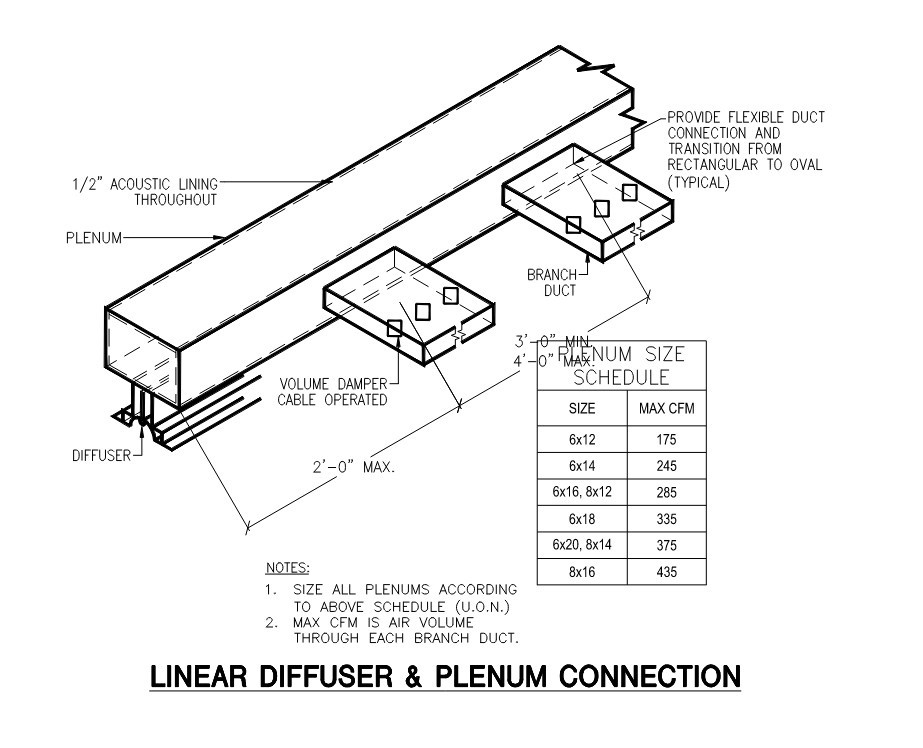 PROVIDE FLEXIBLE DUCT
CONNECTION AND
TRANSITION FROM
RECTANGULAR TO OVAL
(TYPICAL)
1/2" ACOUSTIC LINING
THROUGHOUT
PLENUM
BRANCH
DUCT
3'-0" MIN.
4'-0" MAX.
VOLUME DAMPER
CABLE OPERATED
DIFFUSER
2'-0" MAX.
PLENUM SIZE
SCHEDULE
SIZE MAX CFM
6x12 175
6x14 245
6x16, 8x12 285
6x18 335
6x20, 8x14 375
8x16 435
NOTES:
1. SIZE ALL PLENUMS ACCORDING
TO ABOVE SCHEDULE (U.O.N.)
2. MAX CFM IS AIR VOLUME
THROUGH EACH BRANCH DUCT.
LINEAR DIFFUSER & PLENUM CONNECTION